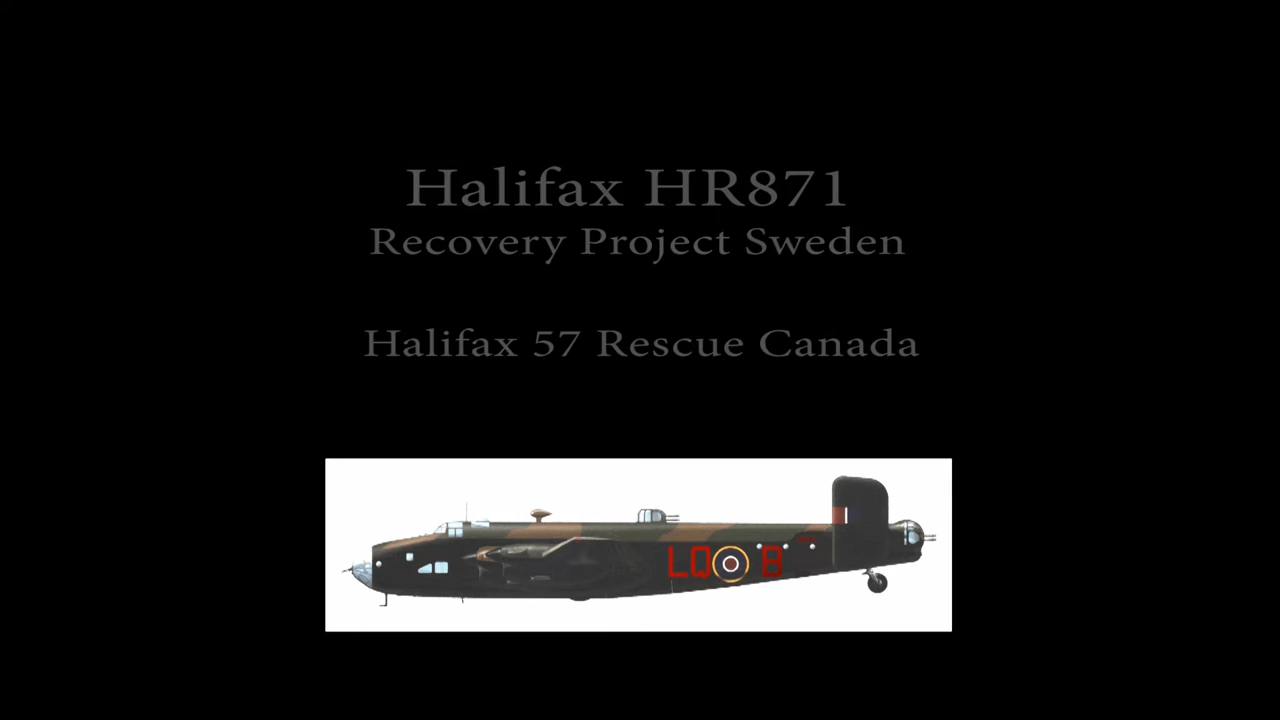 Halifax HR871
Recovery Project Sweden
Halifax 57 Rescue Canada
LQ B